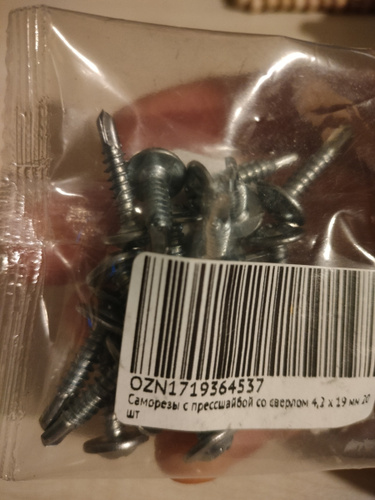 OZN1719364537
Саморезы с прессшайбой со сверлом 4,2 x 19 мм 20
шт